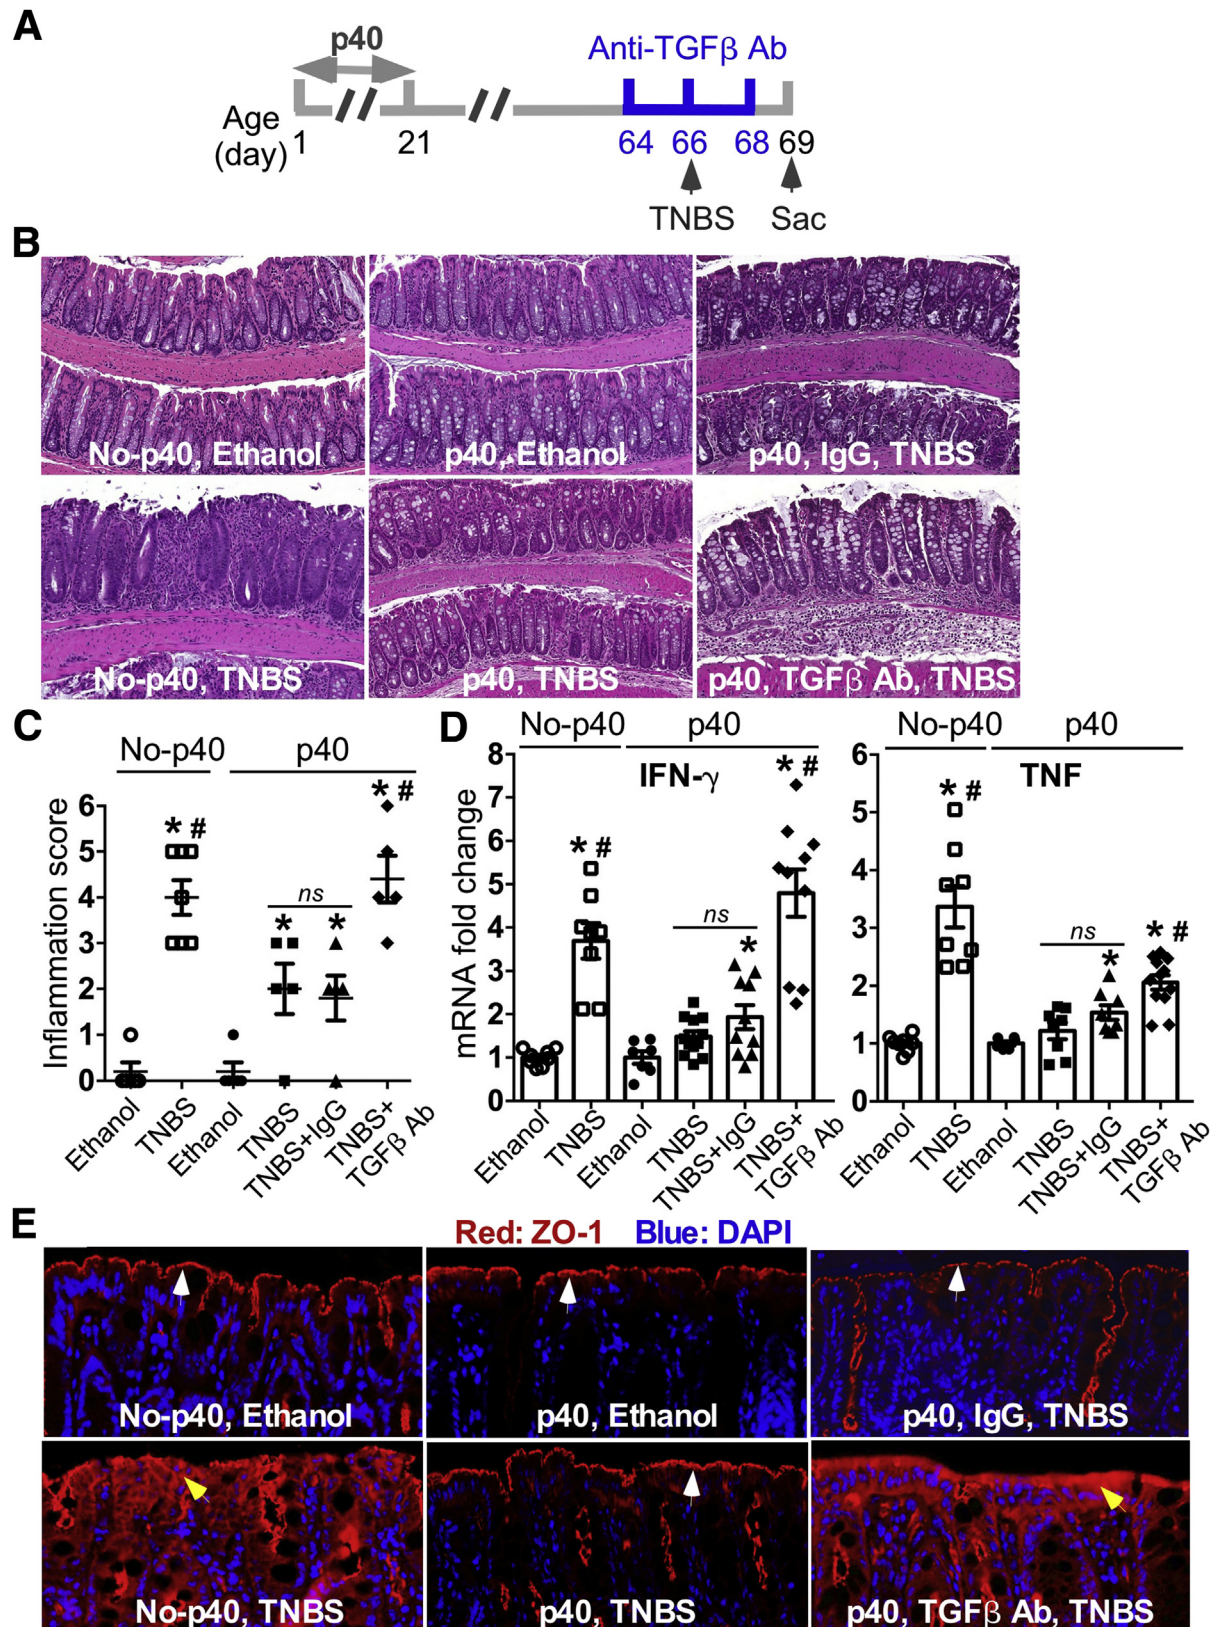 A
p40
Anti-TGFβ Ab
Age
(day)
1 21 64 66 68 69
TNBS Sac
B
No-p40, Ethanol
p40, Ethanol
p40, IgG, TNBS
No-p40, TNBS
p40, TNBS
p40, TGFβ Ab, TNBS
C
No-p40 p40
Inflammation score
6
5
4
3
2
1
0
* #
ns
* *
* #
Ethanol
TNBS
Ethanol
TNBS
TNBS+IgG
TNBS+
TGFβ Ab
D
No-p40 p40
IFN-γ
mRNA fold change
8
7
6
5
4
3
2
1
0
* #
ns
*
* #
Ethanol
TNBS
Ethanol
TNBS
TNBS+IgG
TNBS+
TGFβ Ab
No-p40 p40
TNF
6
5
4
3
2
1
0
* #
ns
*
* #
Ethanol
TNBS
Ethanol
TNBS
TNBS+IgG
TNBS+
TGFβ Ab
E
Red: ZO-1 Blue: DAPI
No-p40, Ethanol
p40, Ethanol
p40, IgG, TNBS
No-p40, TNBS
p40, TNBS
p40, TGFβ Ab, TNBS